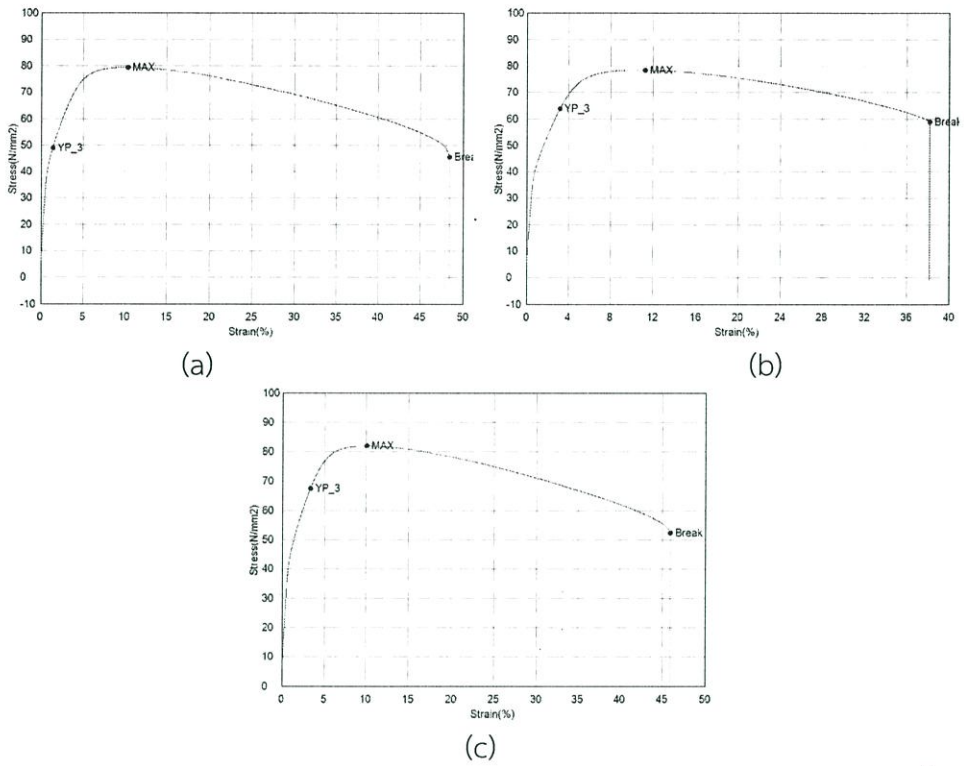 100
90
80
70
60
50
40
30
20
10
0
-10
Stress(N/mm2)
MAX
YP_3
Brea
0 5 10 15 20 25 30 35 40 45 50
Strain(%)
(a)
100
90
80
70
60
50
40
30
20
10
0
-10
Stress(N/mm2)
MAX
YP_3
Break
0 4 8 12 16 20 24 28 32 36 40
Strain(%)
(b)
100
90
80
70
60
50
40
30
20
10
0
Stress(N/mm2)
MAX
YP_3
Break
0 5 10 15 20 25 30 35 40 45 50
Strain(%)
(c)